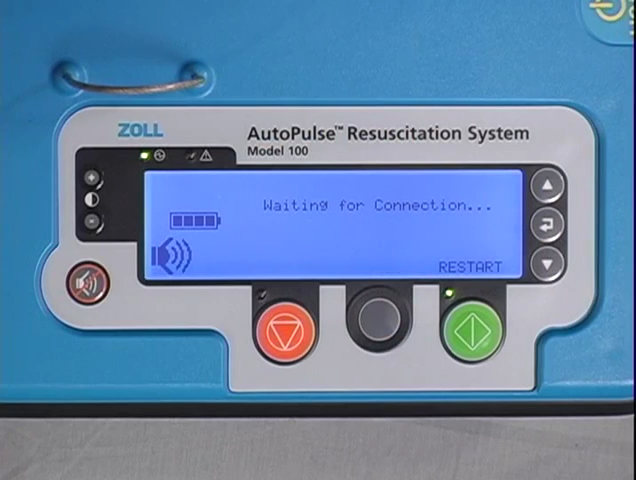 ZOLL
AutoPulse™ Resuscitation System
Model 100
Waiting for Connection...
RESTART